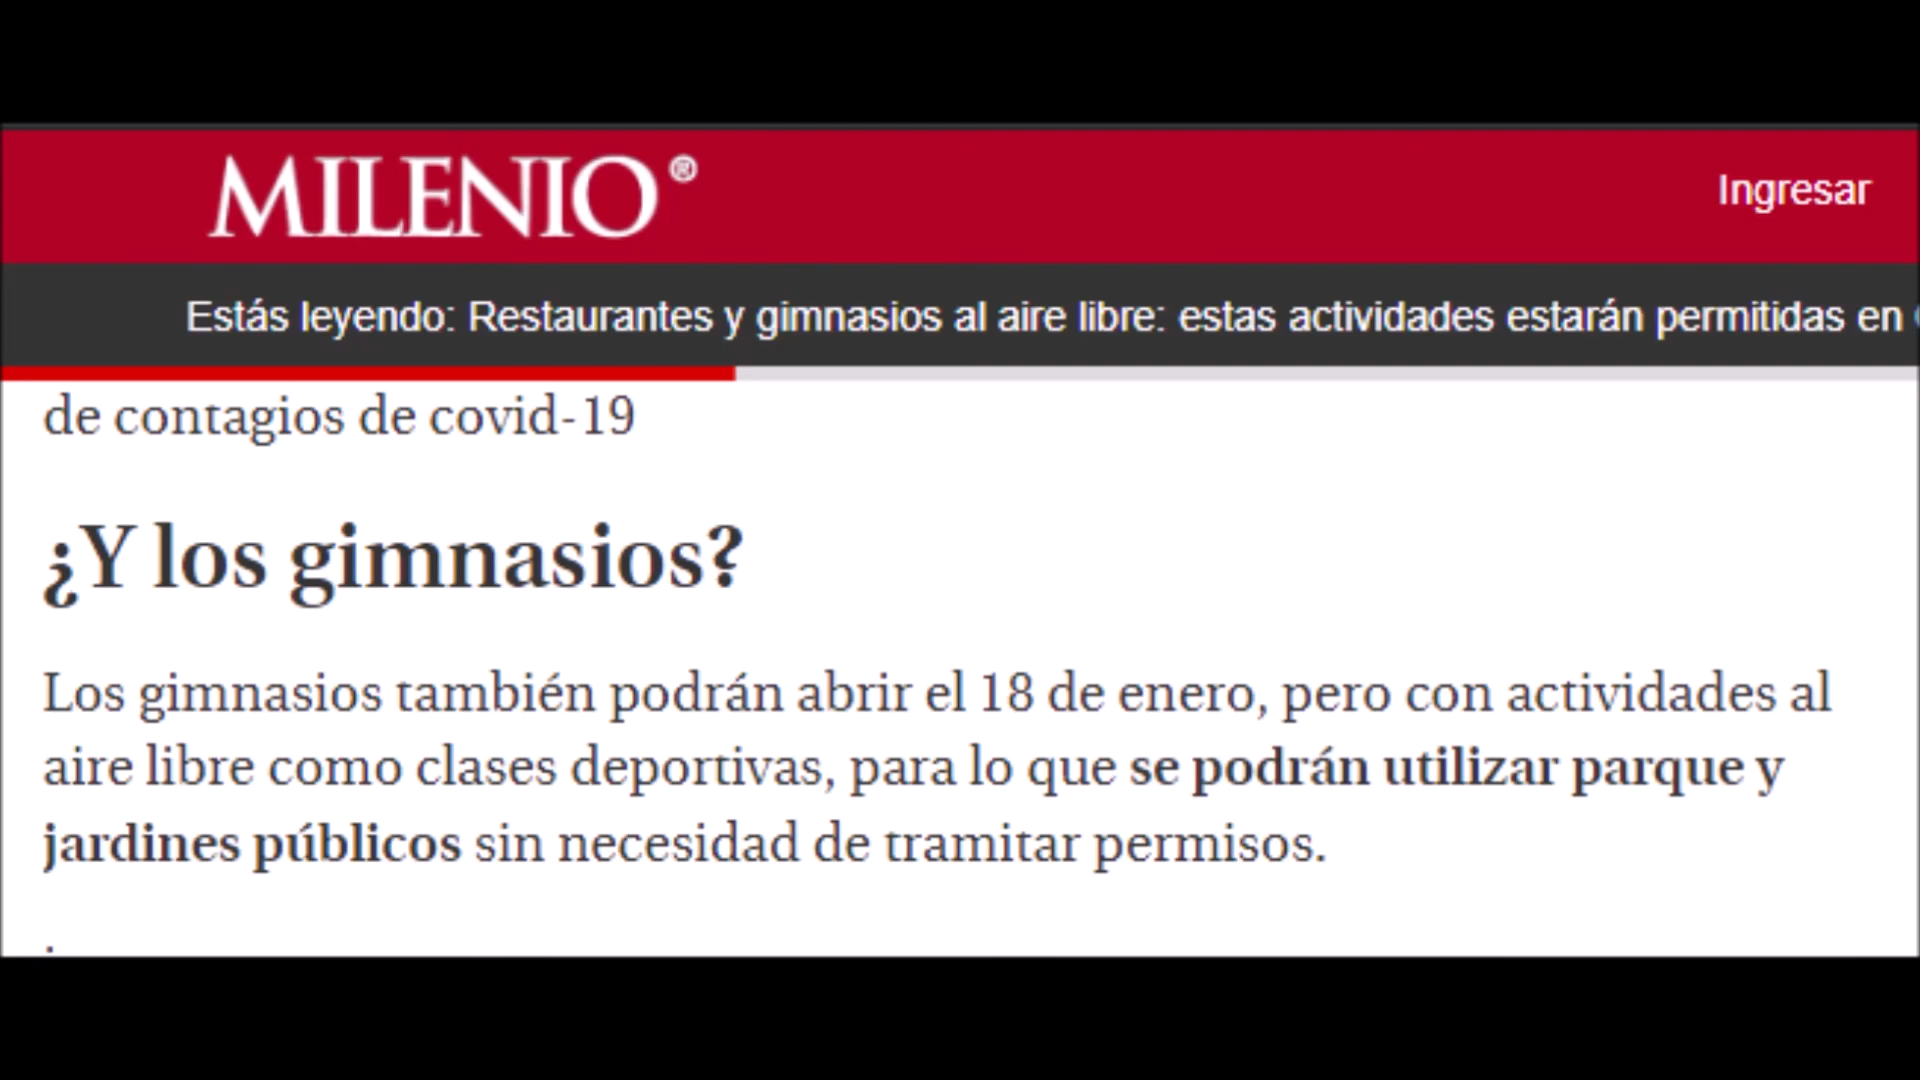 MILENIO®
Ingresar
Estás leyendo: Restaurantes y gimnasios al aire libre: estas actividades estarán permitidas en
de contagios de covid-19
¿Y los gimnasios?
Los gimnasios también podrán abrir el 18 de enero, pero con actividades al
aire libre como clases deportivas, para lo que se podrán utilizar parque y
jardines públicos sin necesidad de tramitar permisos.
.